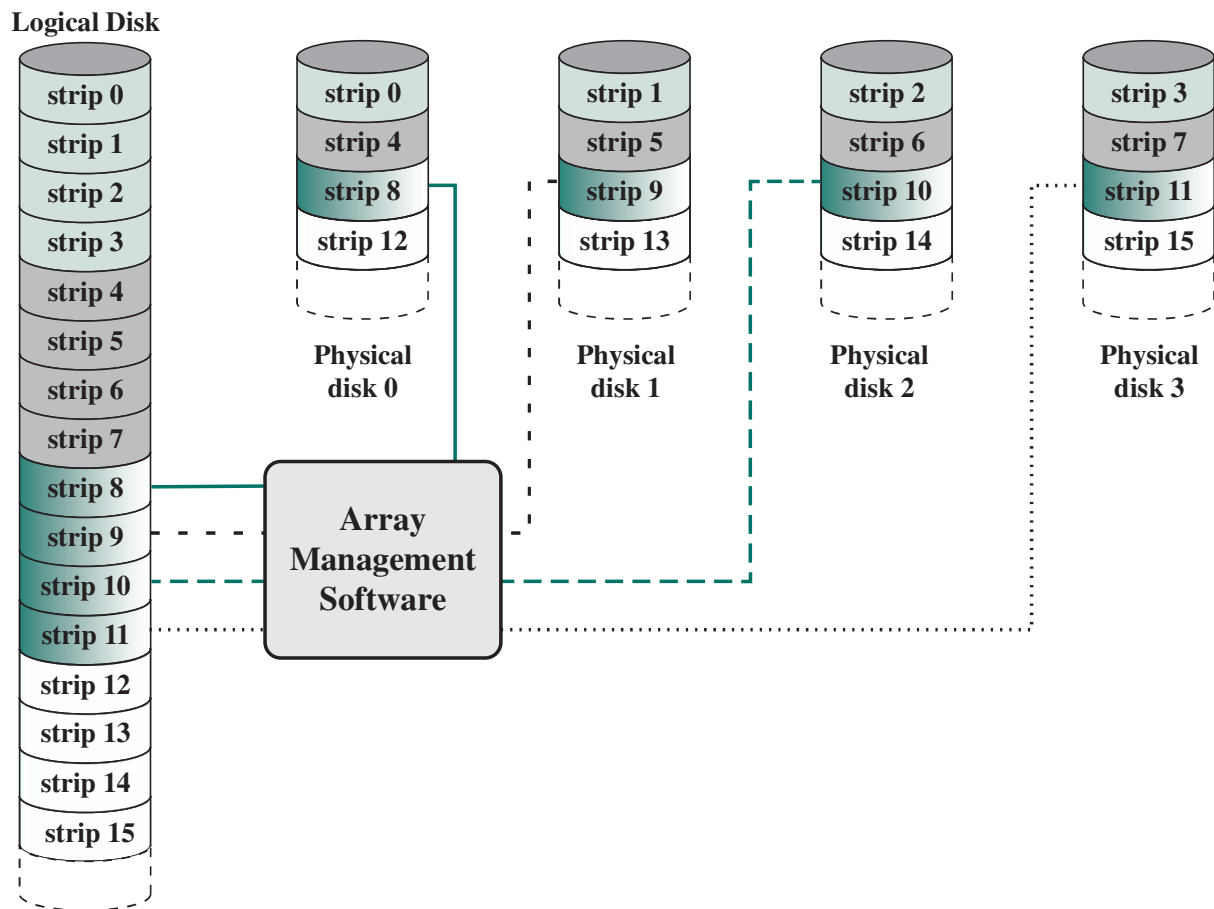 Logical Disk
strip 0
strip 1
strip 2
strip 3
strip 4
strip 5
strip 6
strip 7
strip 8
strip 9
strip 10
strip 11
strip 12
strip 13
strip 14
strip 15
strip 0
strip 4
strip 8
strip 12
Physical
disk 0
strip 1
strip 5
strip 9
strip 13
Physical
disk 1
strip 2
strip 6
strip 10
strip 14
Physical
disk 2
strip 3
strip 7
strip 11
strip 15
Physical
disk 3
Array
Management
Software